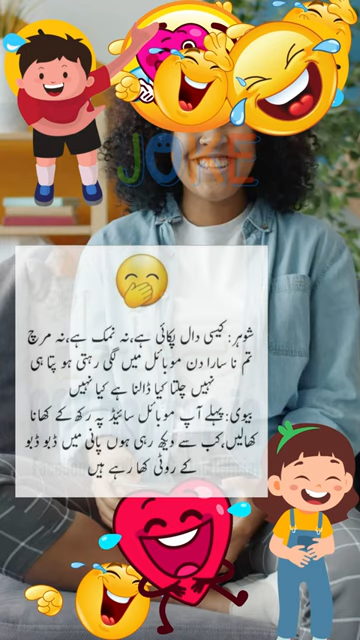 JOKE
شوہر: کیسی دال پکائی ہے،نہ نمک ہے،نہ مرچ
تم نا سارا دن موبائل میں لگی رہتی ہو پتا ہی
نہیں چلتا کیا ڈالنا ہے کیا نہیں
بیوی: پہلے آپ موبائل سائیڈ پہ رکھ کے کھانا
کھالیں، کب سے دیکھ رہی ہوں پانی میں ڈبو ڈبو
کے روٹی کھا رہے ہیں